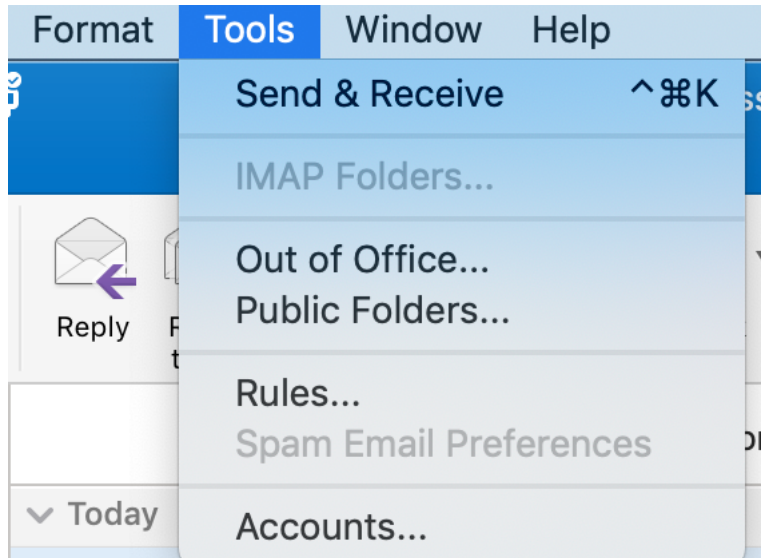 Format Tools Window Help
Send & Receive ^⌘K
IMAP Folders...
Out of Office...
Public Folders...
Reply
Rules...
Spam Email Preferences
Today
Accounts...